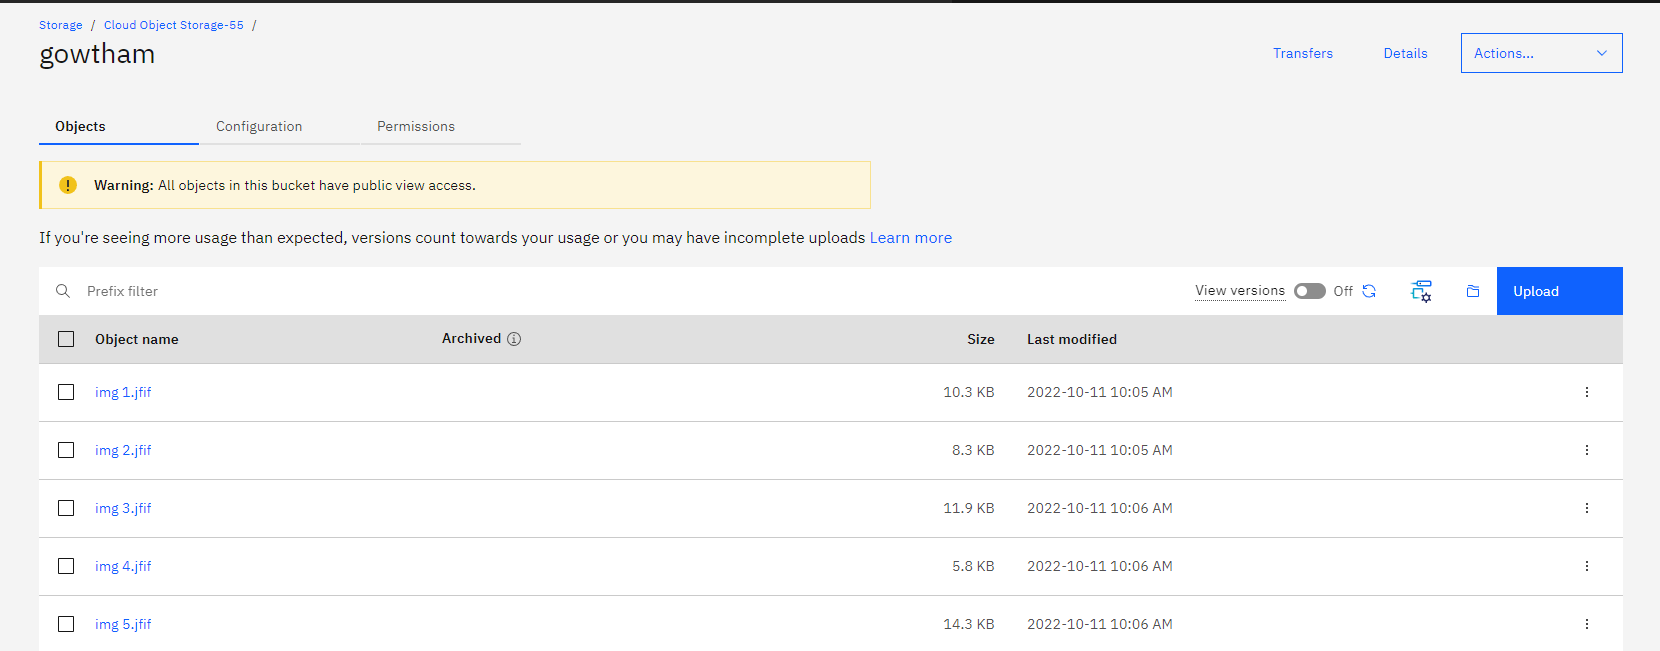 Storage / Cloud Object Storage-55 /
gowtham
Transfers Details Actions...
Objects Configuration Permissions
Warning: All objects in this bucket have public view access.
If you're seeing more usage than expected, versions count towards your usage or you may have incomplete uploads Learn more
Prefix filter View versions Off Upload
Object name Archived Size Last modified
img 1.jfif 10.3 KB 2022-10-11 10:05 AM
img 2.jfif 8.3 KB 2022-10-11 10:05 AM
img 3.jfif 11.9 KB 2022-10-11 10:06 AM
img 4.jfif 5.8 KB 2022-10-11 10:06 AM
img 5.jfif 14.3 KB 2022-10-11 10:06 AM